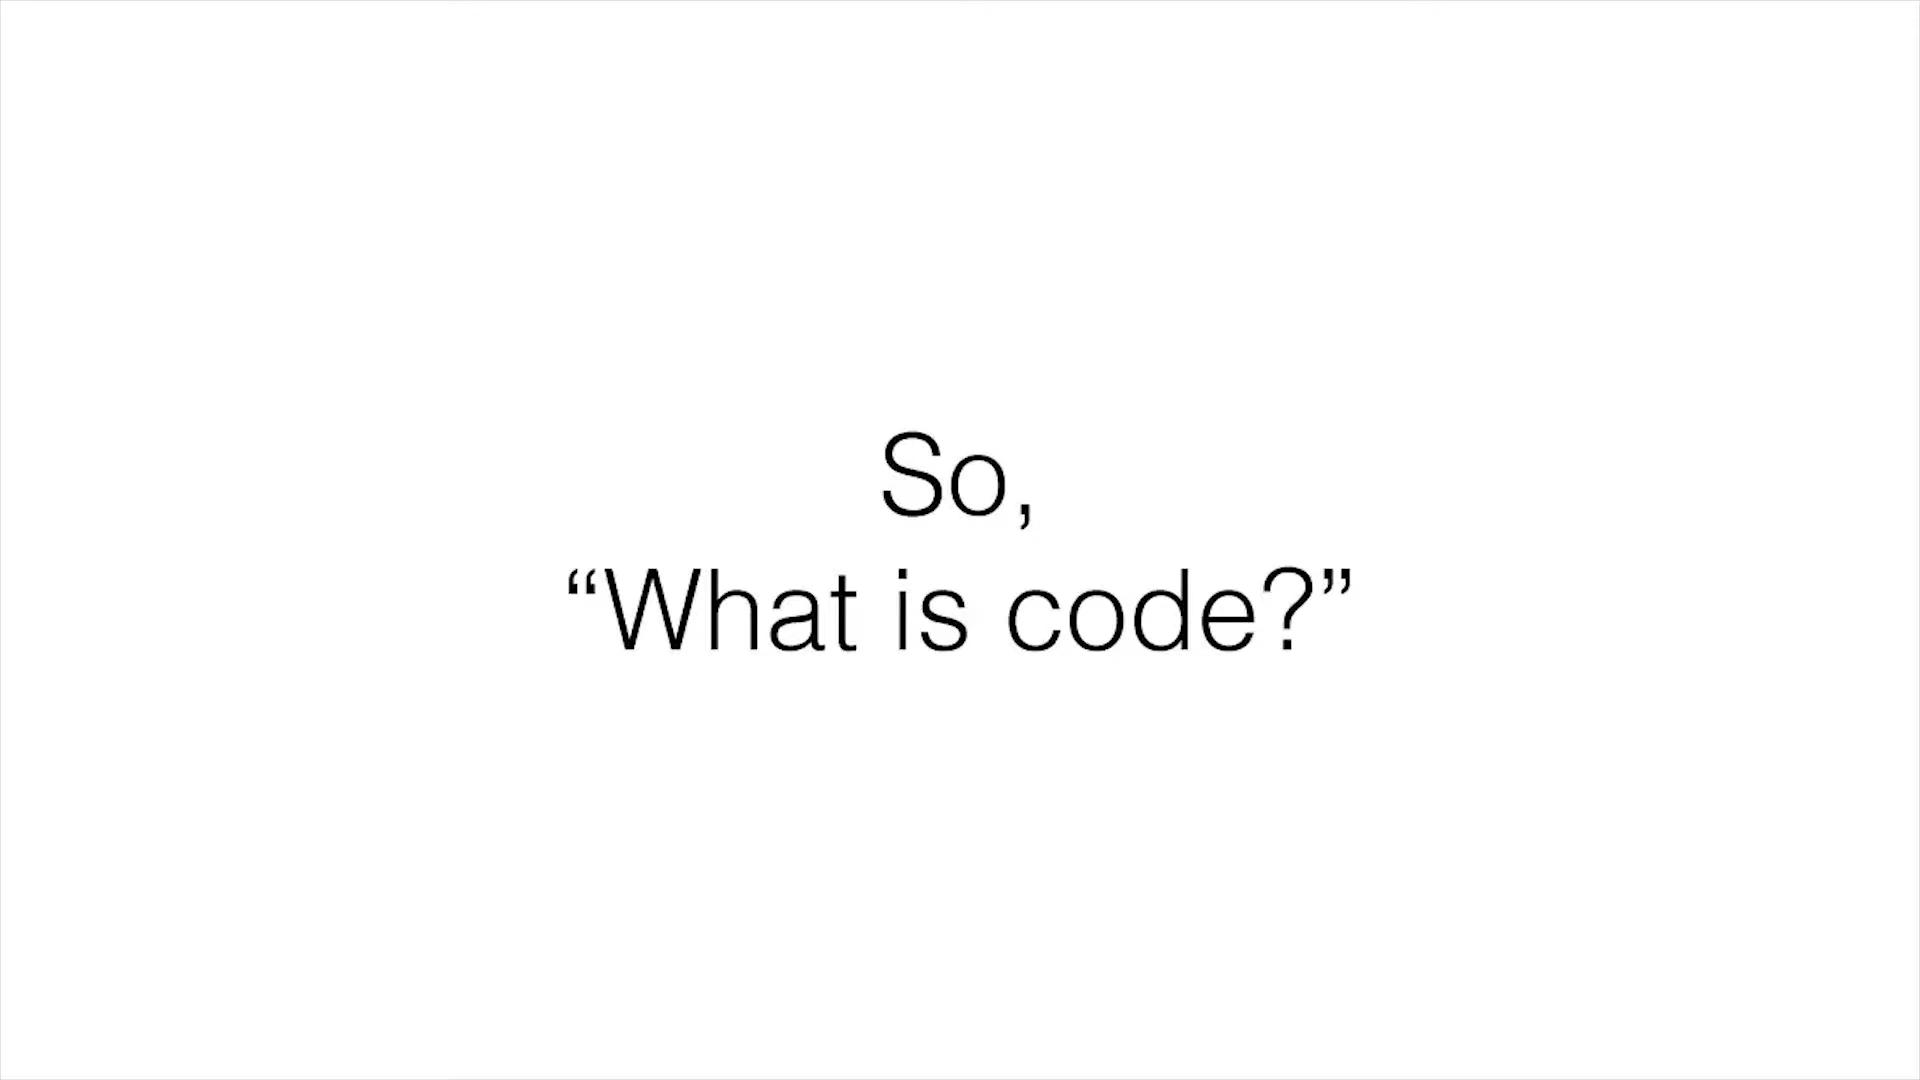 So,
“What is code?”